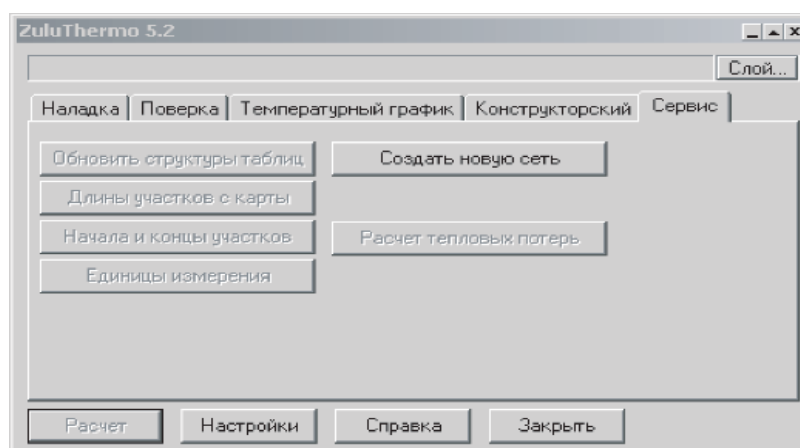 ZuluThermo 5.2
Слой...
Наладка Поверка Температурный график Конструкторский Сервис
Обновить структуры таблиц Создать новую сеть
Длины участков с карты
Начала и концы участков Расчет тепловых потерь
Единицы измерения
Расчет Настройки Справка Закрыть